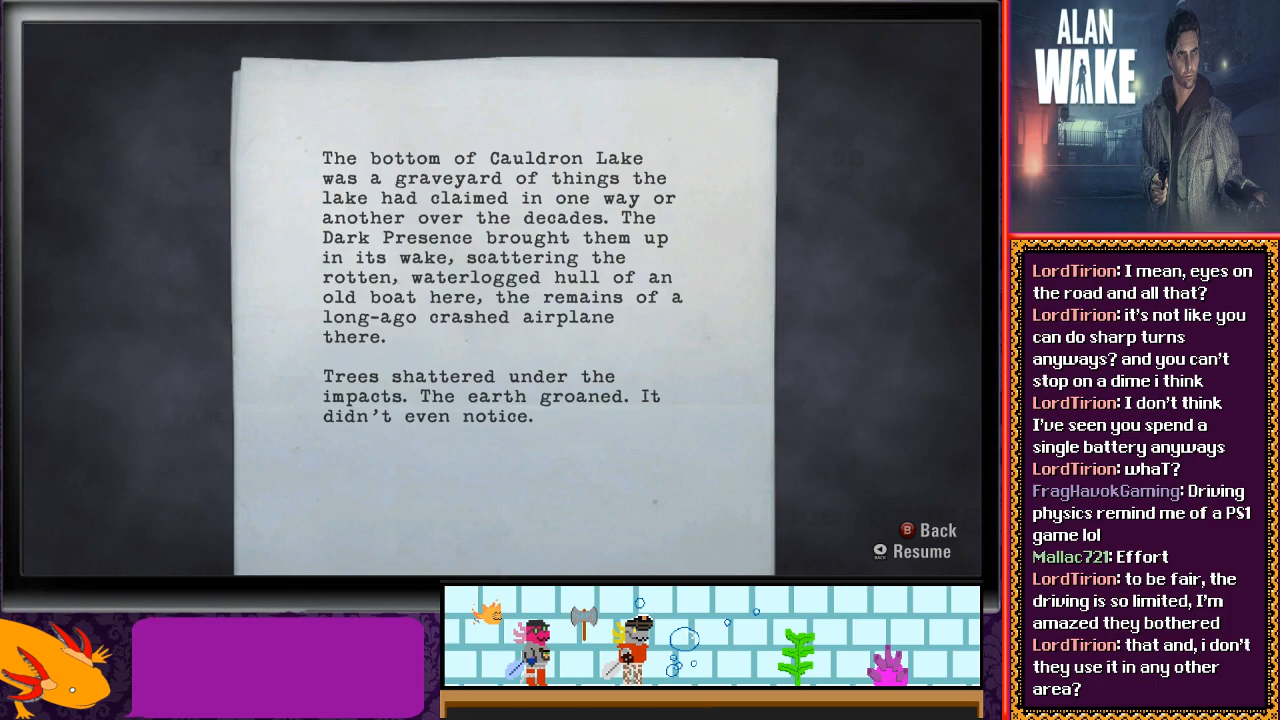 The bottom of Cauldron Lake
was a graveyard of things the
lake had claimed in one way or
another over the decades. The
Dark Presence brought them up
in its wake, scattering the
rotten, waterlogged hull of an
old boat here, the remains of a
long-ago crashed airplane
there.
Trees shattered under the
impacts. The earth groaned. It
didn't even notice.
B Back
BACK Resume
ALAN
WAKE
LordTirion: I mean, eyes on
the road and all that?
LordTirion: it's not like you
can do sharp turns
anyways? and you can't
stop on a dime i think
LordTirion: I don't think
I've seen you spend a
single battery anyways
LordTirion: whaT?
FragHavokGaming: Driving
physics remind me of a PS1
game lol
Mallac721: Effort
LordTirion: to be fair, the
driving is so limited, I'm
amazed they bothered
LordTirion: that and, i don't
they use it in any other
area?